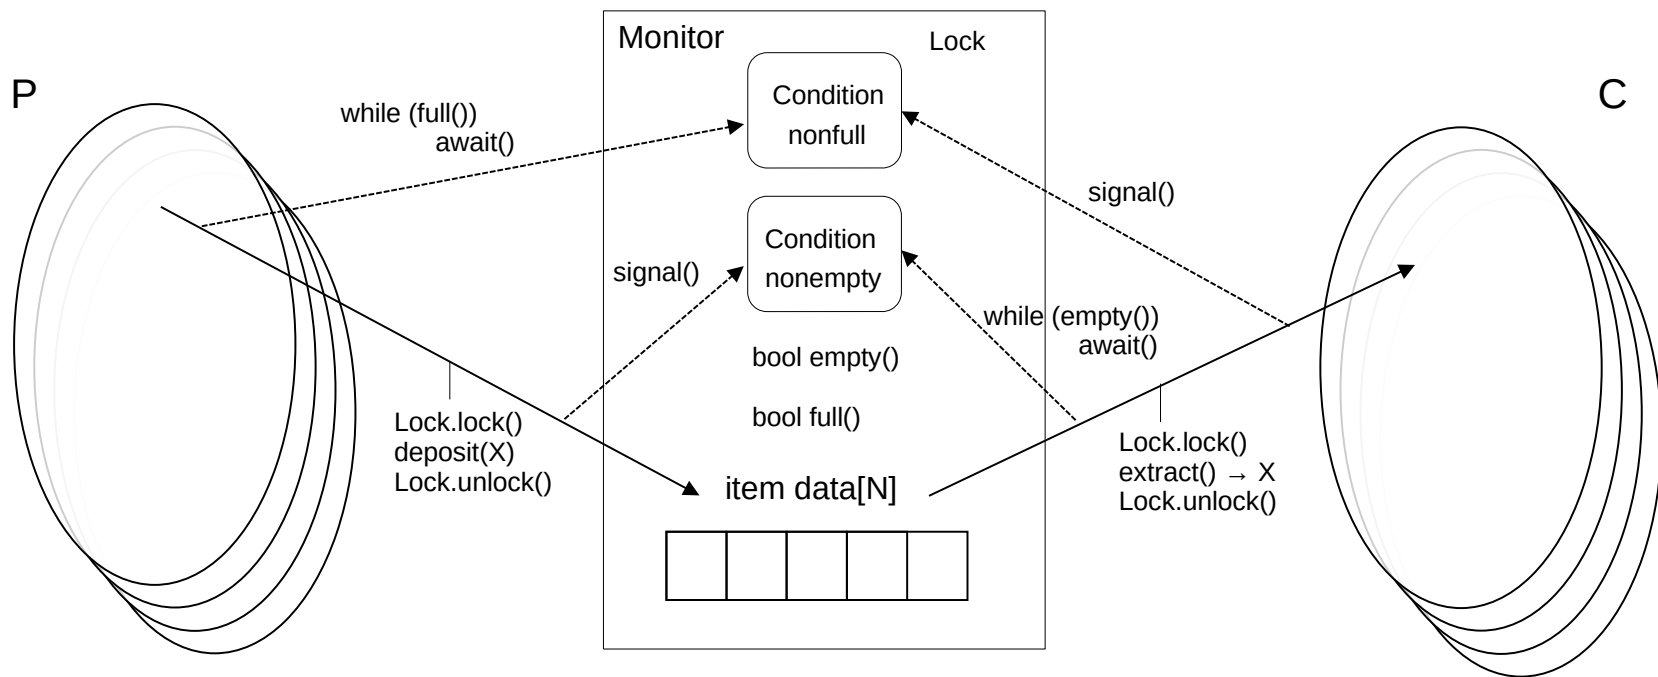 P
while (full())
await()
Monitor
Lock
Condition
nonfull
C
signal()
Condition
nonempty
signal()
while (empty())
await()
bool empty()
bool full()
Lock.lock()
deposit(X)
Lock.unlock()
item data[N]
Lock.lock()
extract() → X
Lock.unlock()